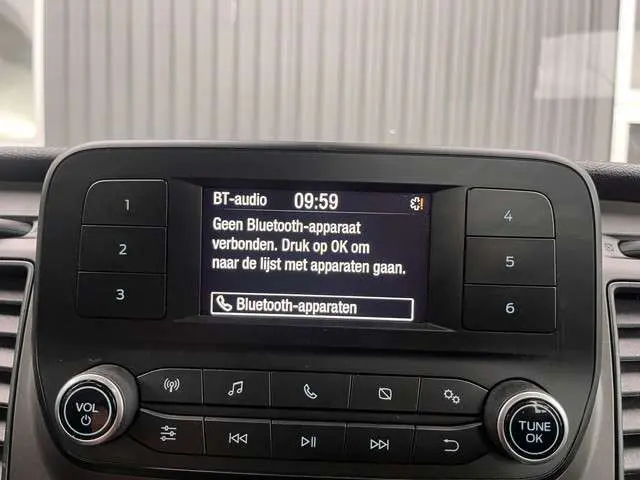 BT-audio 09:59
Geen Bluetooth-apparaat
verbonden. Druk op OK om
naar de lijst met apparaten gaan.
Bluetooth-apparaten
1
2
3
4
5
6
VOL
TUNE
OK